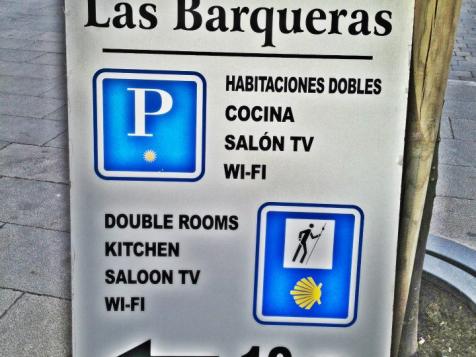 Las Barqueras
P
HABITACIONES DOBLES
COCINA
SALÓN TV
WI-FI
DOUBLE ROOMS
KITCHEN
SALOON TV
WI-FI